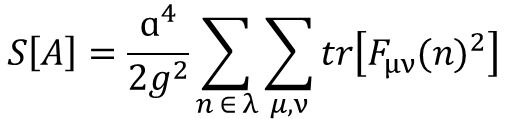 S[A] = a⁴/2g² ∑_{n ∈ λ} ∑_{μ,ν} tr[F_{μν}(n)²]